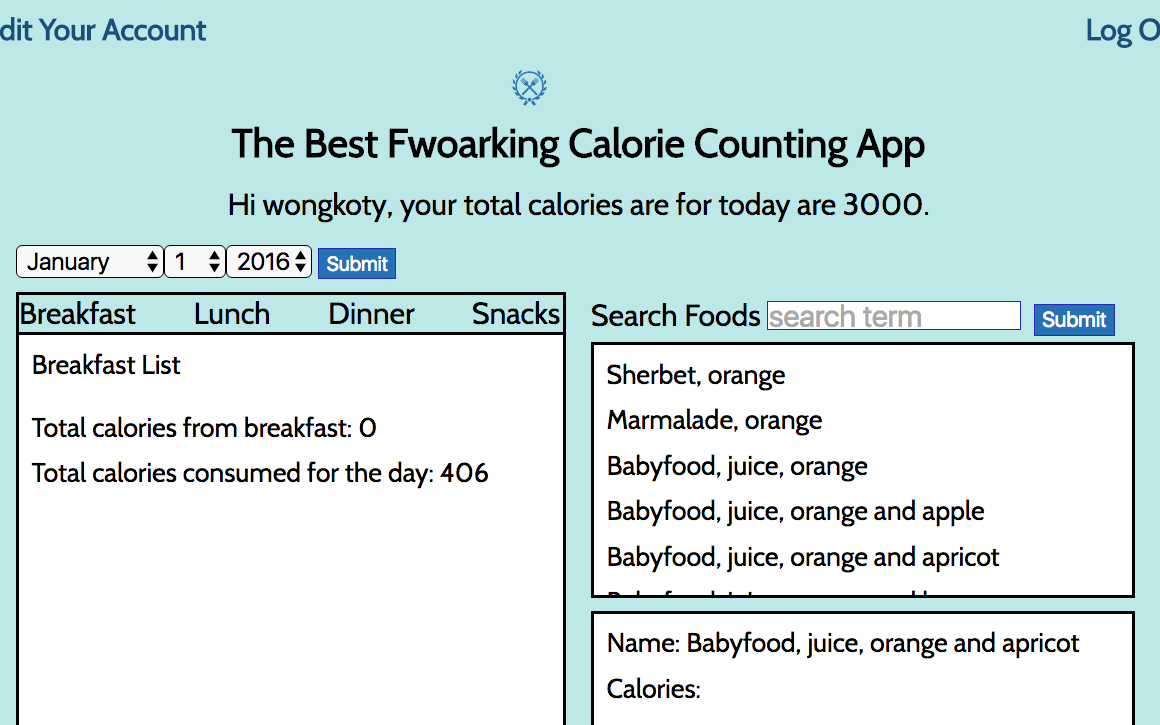 dit Your Account
Log O
The Best Fwoarking Calorie Counting App
Hi wongkoty, your total calories are for today are 3000.
January 1 2016 Submit
Breakfast Lunch Dinner Snacks
Breakfast List
Total calories from breakfast: 0
Total calories consumed for the day: 406
Search Foods search term Submit
Sherbet, orange
Marmalade, orange
Babyfood, juice, orange
Babyfood, juice, orange and apple
Babyfood, juice, orange and apricot
Name: Babyfood, juice, orange and apricot
Calories: